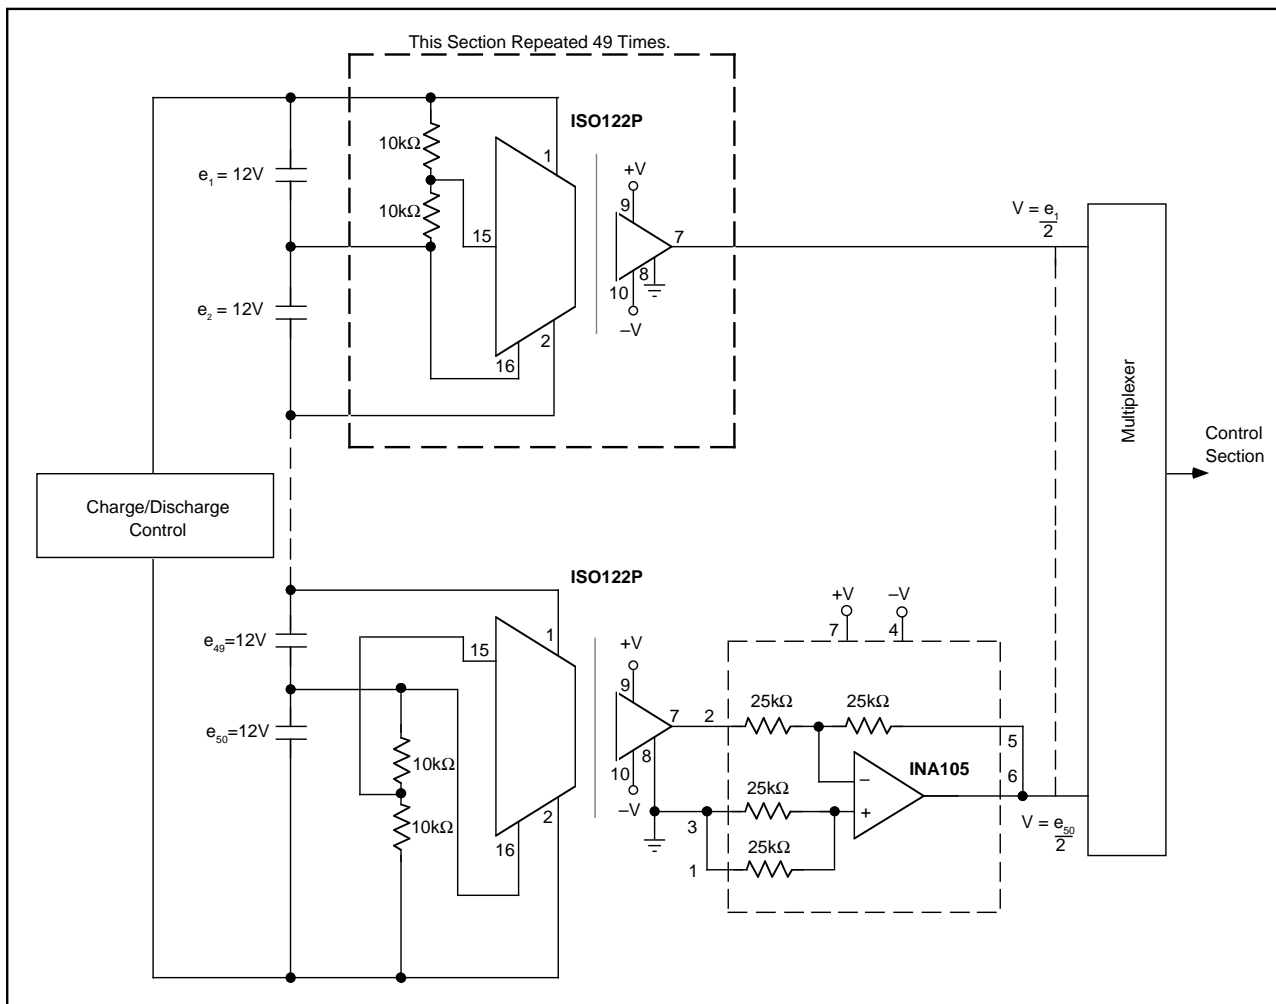 This Section Repeated 49 Times.
ISO122P
10kΩ
1
+V
e1 = 12V
9
V = e1
2
10kΩ
15
7
8
10
–V
e2 = 12V
2
16
Multiplexer
Control
Section
Charge/Discharge
Control
ISO122P
+V
–V
7
4
1
15
+V
e49=12V
9
25kΩ
25kΩ
7
2
5
e50=12V
8
INA105
10kΩ
10
–
6
–V
25kΩ
2
+
10kΩ
3
V = e50
2
16
25kΩ
1